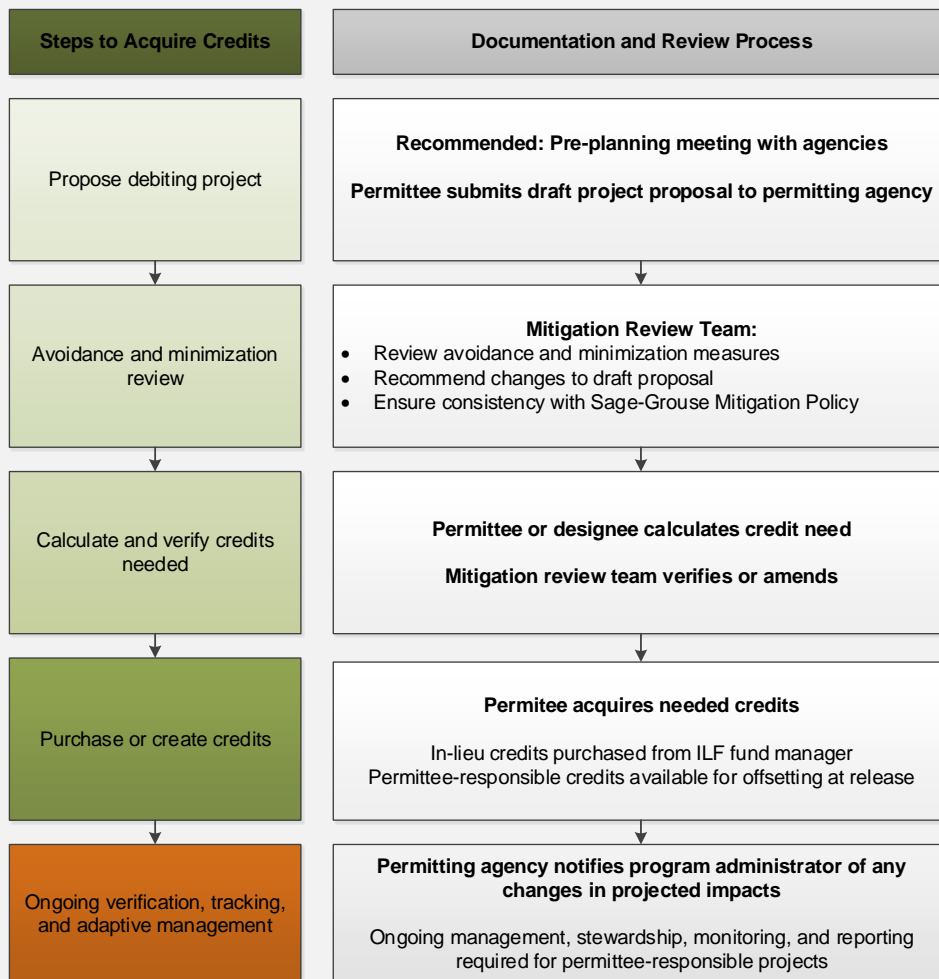 Steps to Acquire Credits
Documentation and Review Process
Propose debiting project
Recommended: Pre-planning meeting with agencies
Permittee submits draft project proposal to permitting agency
Avoidance and minimization
review
Mitigation Review Team:
• Review avoidance and minimization measures
• Recommend changes to draft proposal
• Ensure consistency with Sage-Grouse Mitigation Policy
Calculate and verify credits
needed
Permittee or designee calculates credit need
Mitigation review team verifies or amends
Purchase or create credits
Permitee acquires needed credits
In-lieu credits purchased from ILF fund manager
Permittee-responsible credits available for offsetting at release
Ongoing verification, tracking,
and adaptive management
Permitting agency notifies program administrator of any
changes in projected impacts
Ongoing management, stewardship, monitoring, and reporting
required for permittee-responsible projects